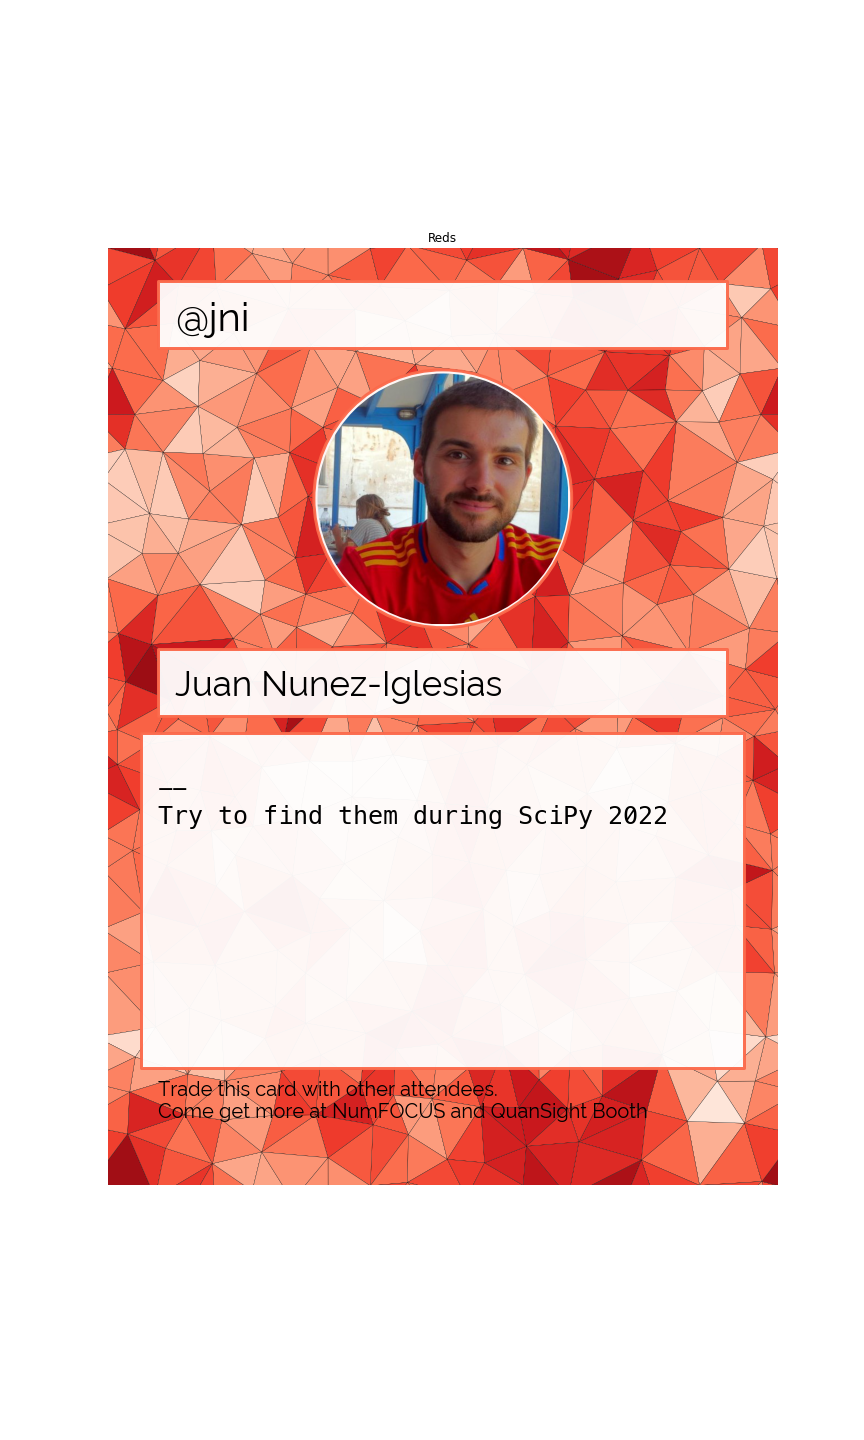 Reds
@jni
Juan Nunez-Iglesias
——
Try to find them during SciPy 2022
Trade this card with other attendees.
Come get more at NumFOCUS and QuanSight Booth